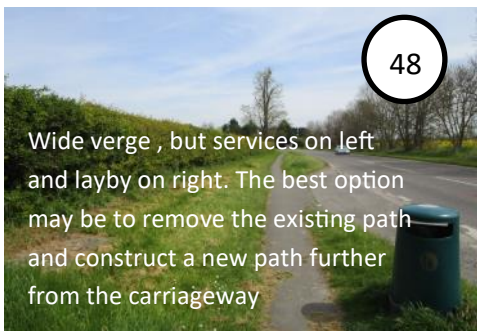 48
Wide verge , but services on left
and layby on right. The best option
may be to remove the existing path
and construct a new path further
from the carriageway